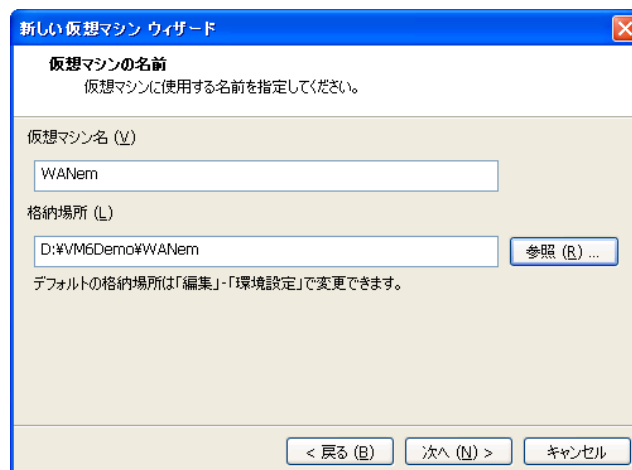 新しい仮想マシン ウィザード
仮想マシンの名前
仮想マシンに使用する名前を指定してください。
仮想マシン名 (V)
WANem
格納場所 (L)
D:¥VM6Demo¥WANem
参照 (R) ...
デフォルトの格納場所は「編集」-「環境設定」で変更できます。
< 戻る (B)
次へ (N) >
キャンセル